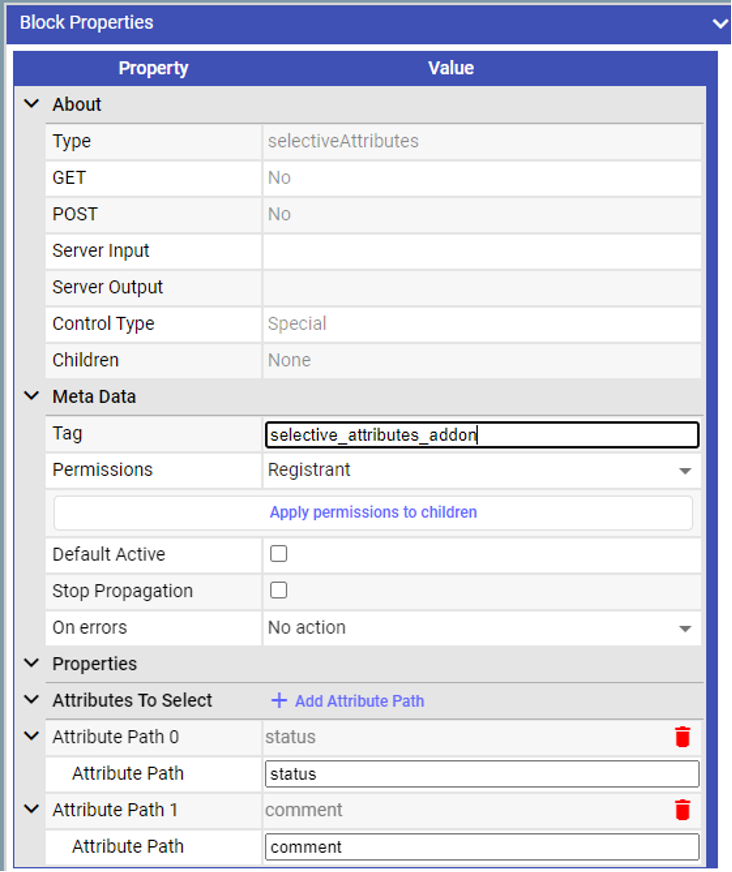 Block Properties
Property Value
About
Type selectiveAttributes
GET No
POST No
Server Input
Server Output
Control Type Special
Children None
Meta Data
Tag selective_attributes_addon
Permissions Registrant
Apply permissions to children
Default Active
Stop Propagation
On errors No action
Properties
Attributes To Select + Add Attribute Path
Attribute Path 0 status
Attribute Path status
Attribute Path 1 comment
Attribute Path comment